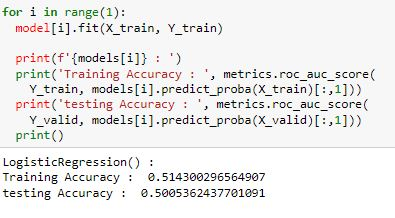 for i in range(1):
  model[i].fit(X_train, Y_train)

  print(f'{models[i]} : ')
  print('Training Accuracy : ', metrics.roc_auc_score(
    Y_train, models[i].predict_proba(X_train)[:,1]))
  print('testing Accuracy : ', metrics.roc_auc_score(
    Y_valid, models[i].predict_proba(X_valid)[:,1]))
  print()

LogisticRegression() :
Training Accuracy :  0.514300296564907
testing Accuracy :  0.5005362437701091